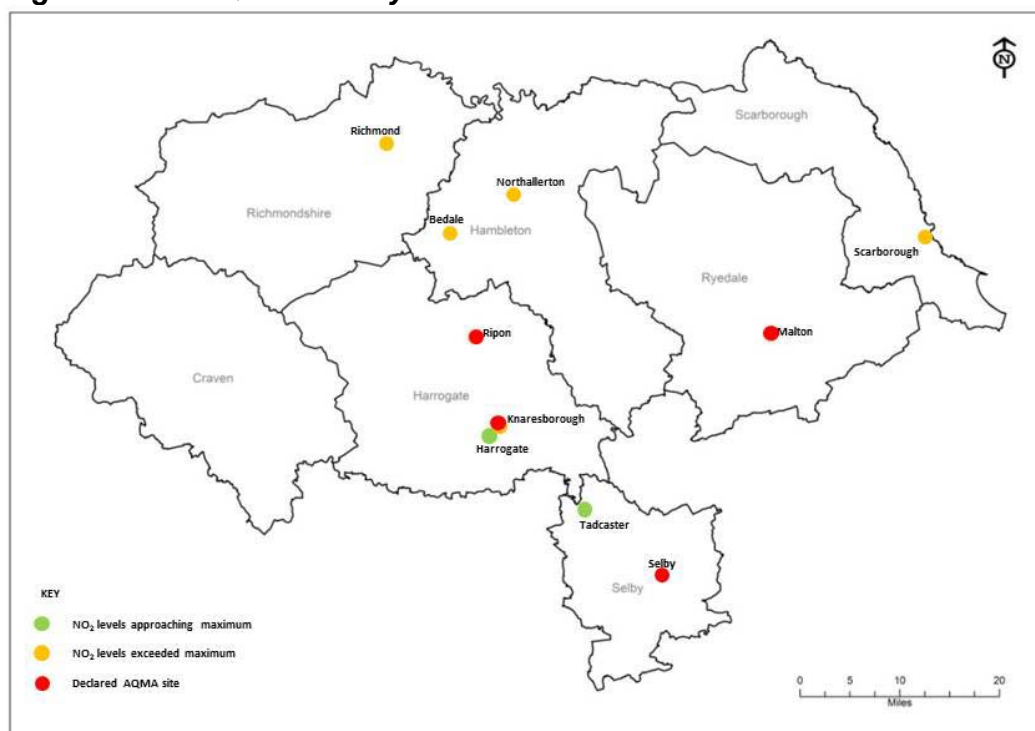 N
Scarborough
Richmond
Northallerton
Richmondshire
Bedale
Hambleton
Scarborough
Ryedale
Ripon
Malton
Craven
Harrogate
Knaresborough
Harrogate
Tadcaster
Selby
Selby
KEY
NO₂ levels approaching maximum
NO₂ levels exceeded maximum
Declared AQMA site
0 5 10 20
Miles